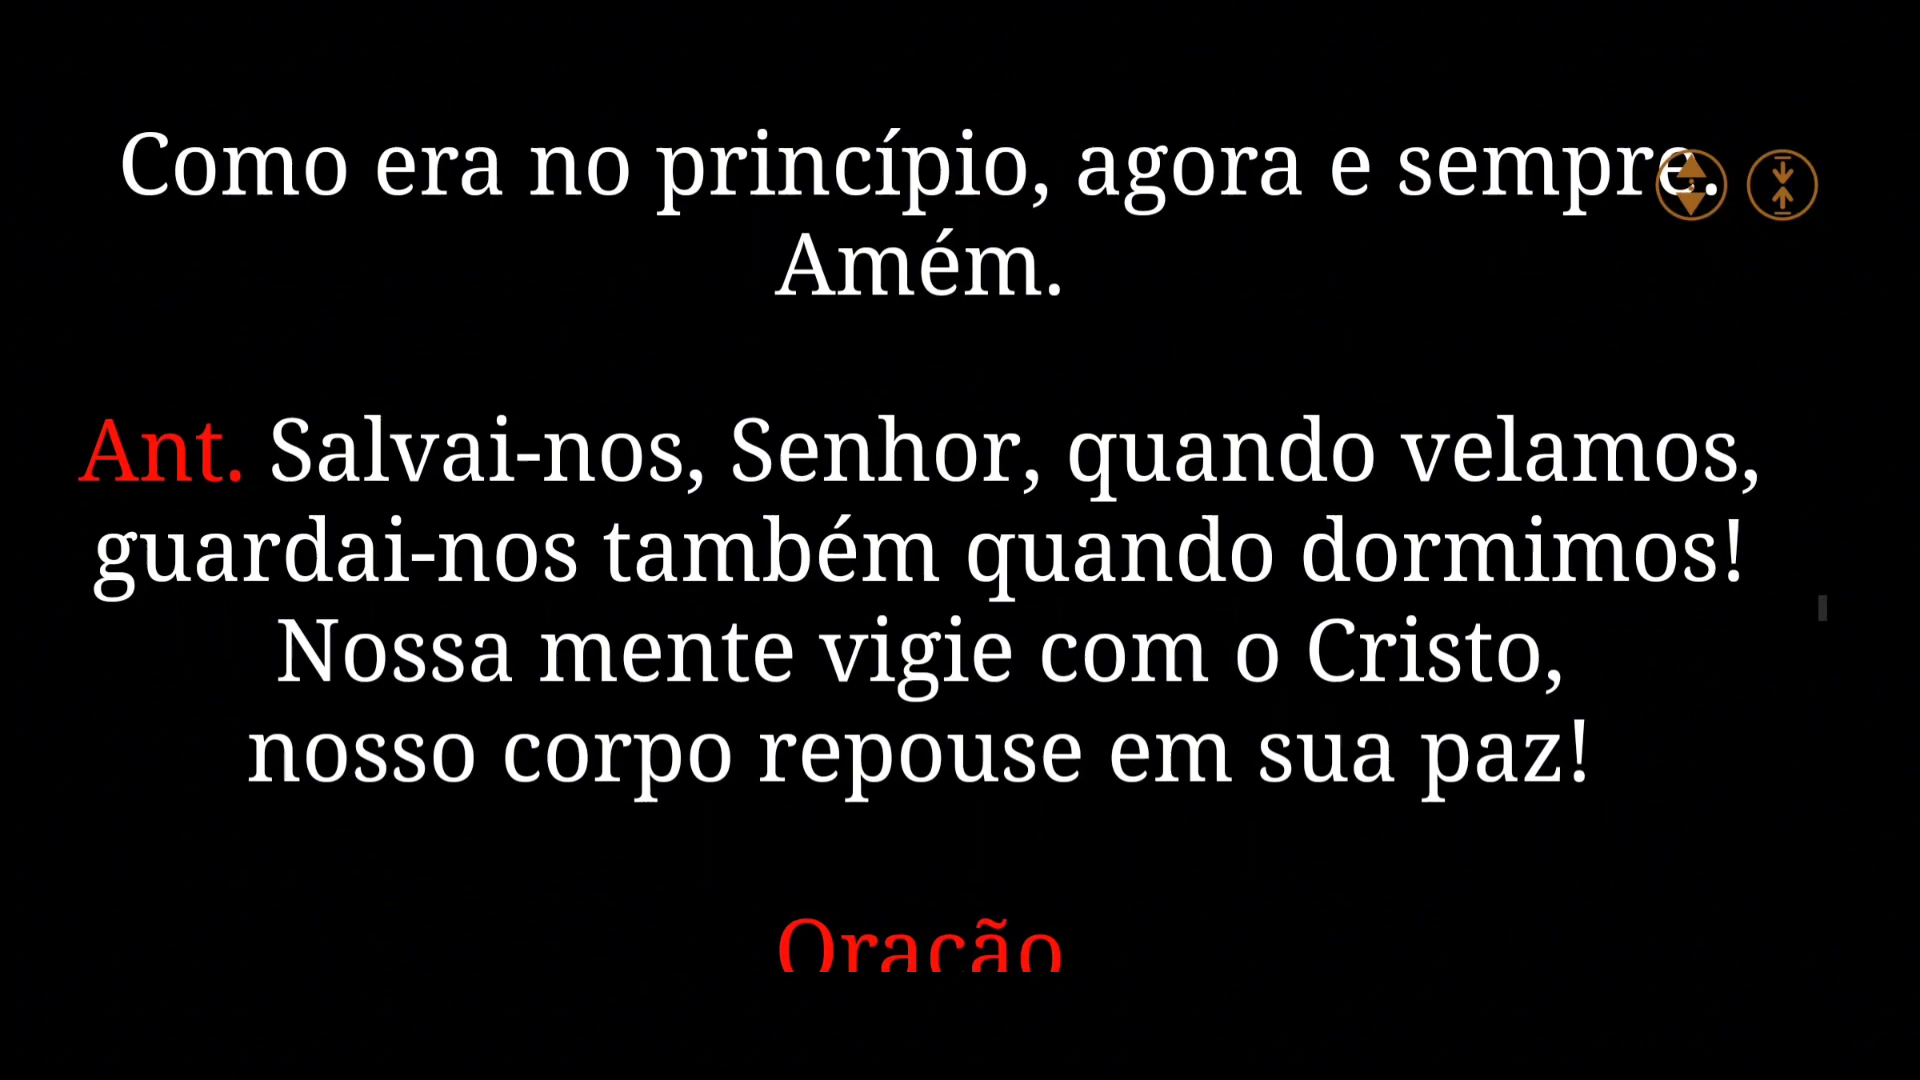 Como era no princípio, agora e sempre.
Amém.
Ant. Salvai-nos, Senhor, quando velamos,
guardai-nos também quando dormimos!
Nossa mente vigie com o Cristo,
nosso corpo repouse em sua paz!
Oração